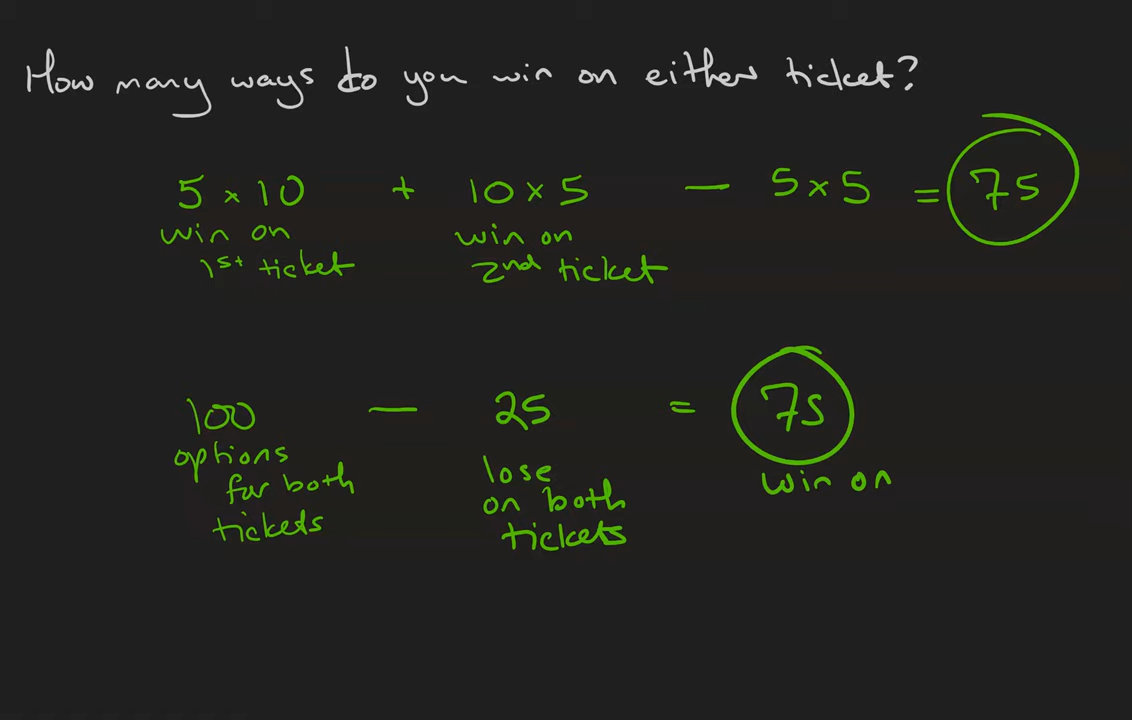 How many ways do you win on either ticket?
5 × 10 + 10 × 5 — 5 × 5 = 75
win on win on
1st ticket 2nd ticket
100 — 25 = 75
options lose win on
for both on both
tickets tickets